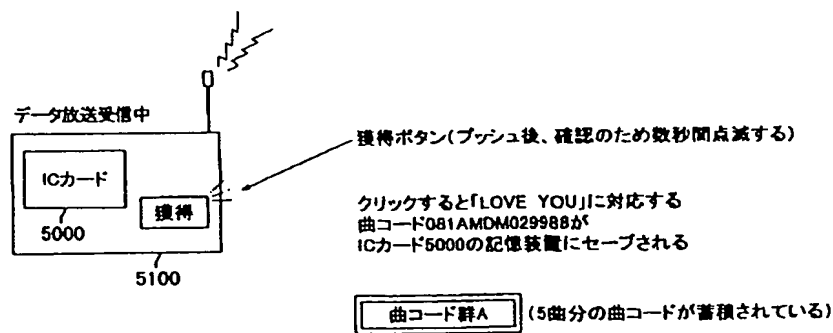 データ放送受信中
ICカード
5000
獲得
5100
獲得ボタン(プッシュ後、確認のため数秒間点滅する)
クリックすると「LOVE YOU」に対応する
曲コード081AMDM029988が
ICカード5000の記憶装置にセーブされる
曲コード群A (5曲分の曲コードが蓄積されている)